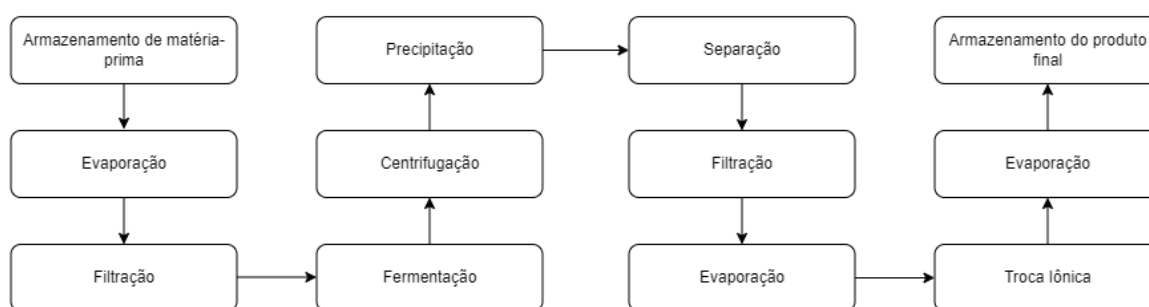 Armazenamento de matéria-
prima
Evaporação
Filtração
Fermentação
Centrifugação
Precipitação
Separação
Filtração
Evaporação
Troca Iônica
Evaporação
Armazenamento do produto
final